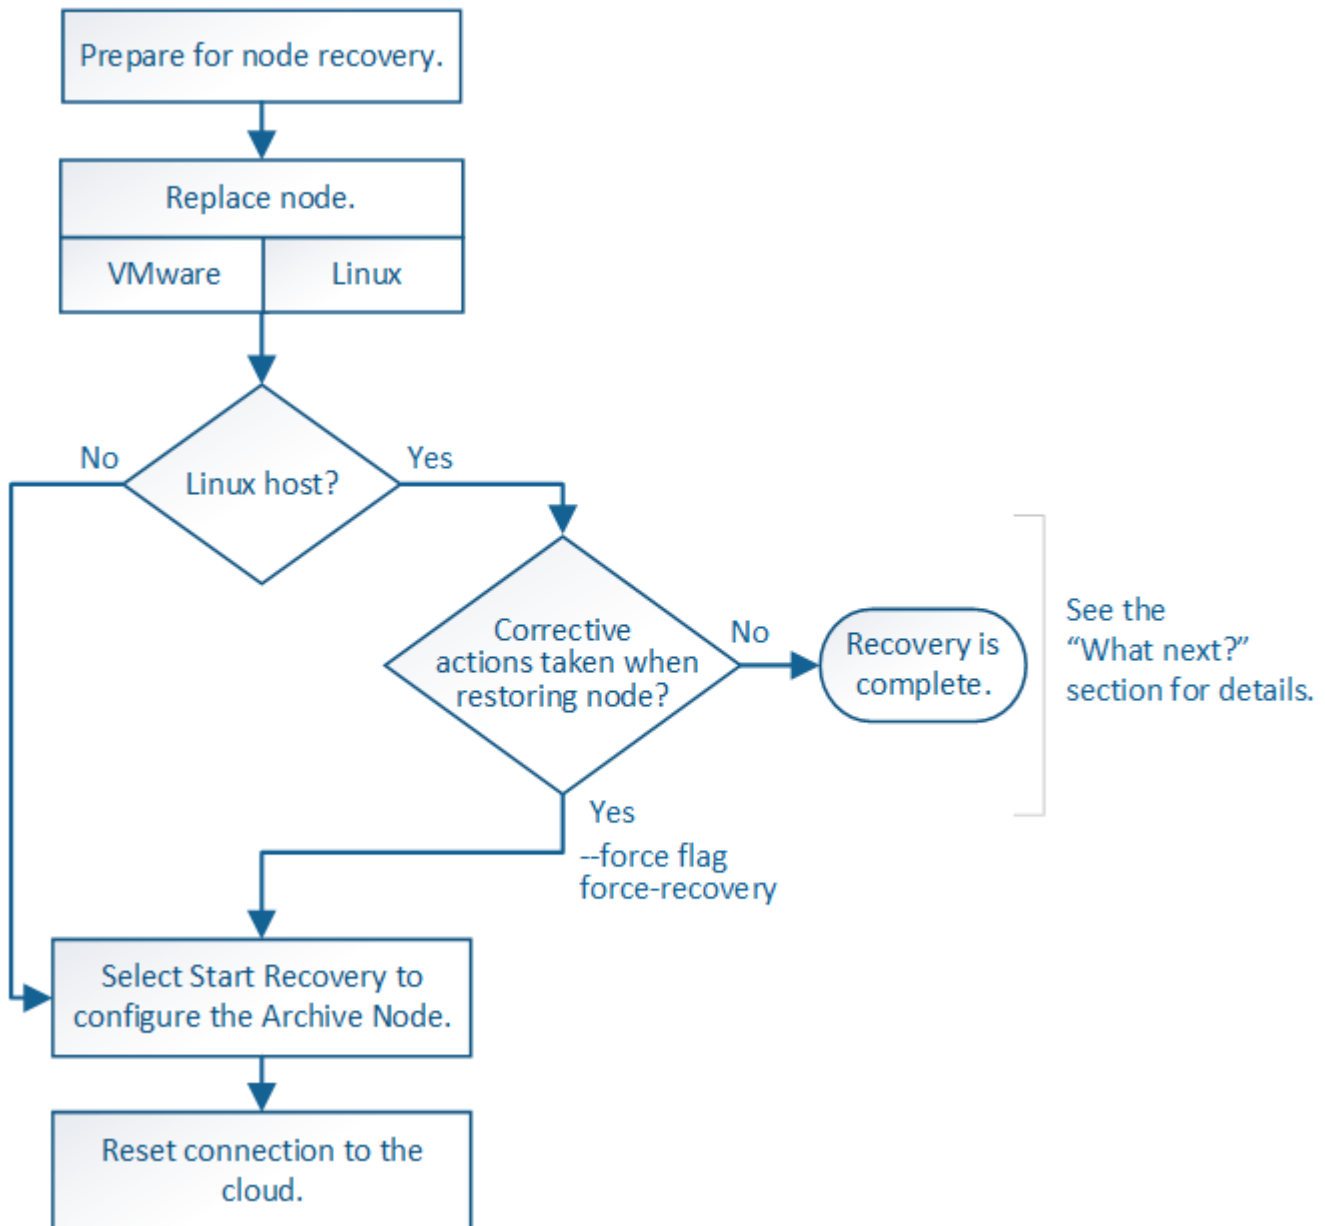 Prepare for node recovery.
Replace node.
VMware
Linux
No
Yes
Linux host?
Corrective
actions taken when
restoring node?
No
Recovery is
complete.
See the
“What next?”
section for details.
Yes
--force flag
force-recovery
Select Start Recovery to
configure the Archive Node.
Reset connection to the
cloud.